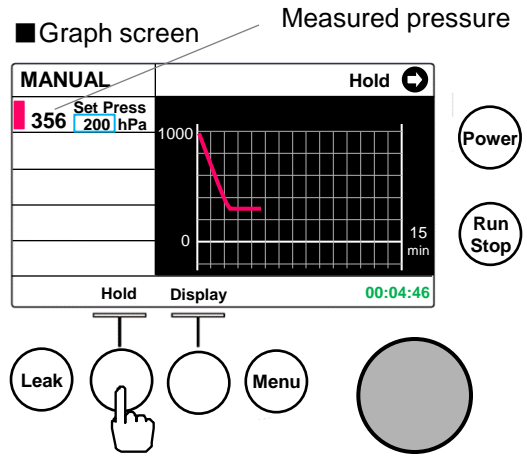 Measured pressure
■Graph screen
MANUAL
Hold
Set Press
356 200 hPa
1000
0
15
min
Hold Display 00:04:46
Power
Run
Stop
Leak
Menu